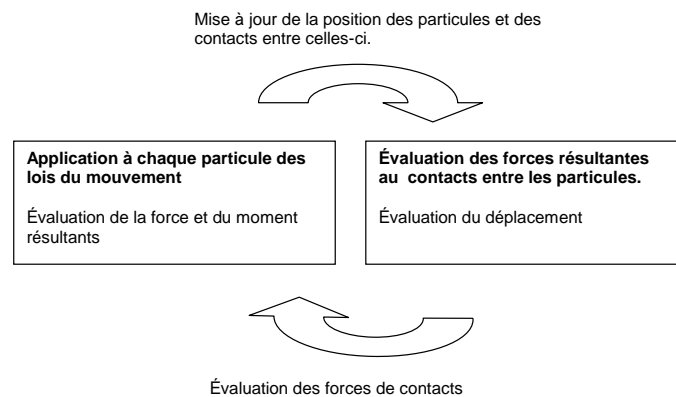 Mise à jour de la position des particules et des
contacts entre celles-ci.
Application à chaque particule des
lois du mouvement
Évaluation de la force et du moment
résultants
Évaluation des forces résultantes
au contacts entre les particules.
Évaluation du déplacement
Évaluation des forces de contacts